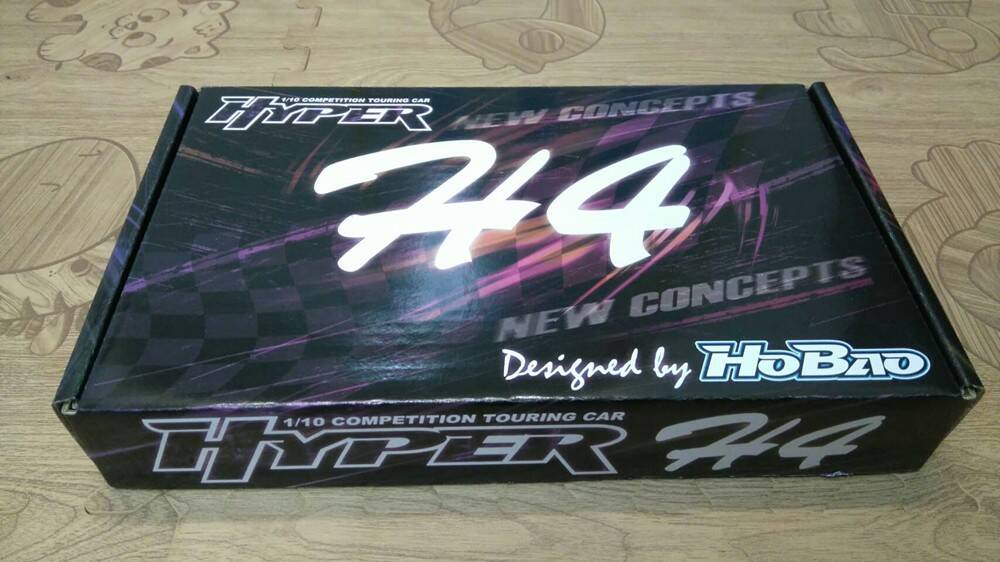 1/10 COMPETITION TOURING CAR
HYPER
NEW CONCEPTS
H4
NEW CONCEPTS
Designed by HOBAO
1/10 COMPETITION TOURING CAR
HYPER H4